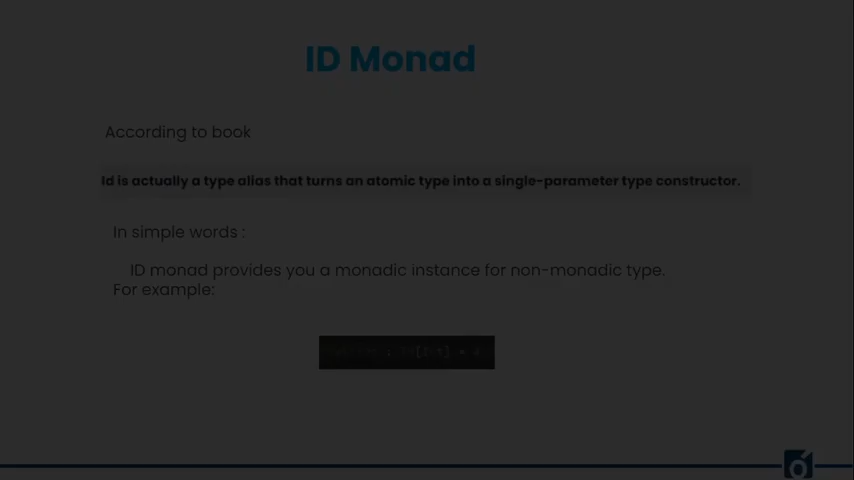 ID Monad
According to book
Id is actually a type alias that turns an atomic type into a single-parameter type constructor.
In simple words :
ID monad provides you a monadic instance for non-monadic type.
For example: